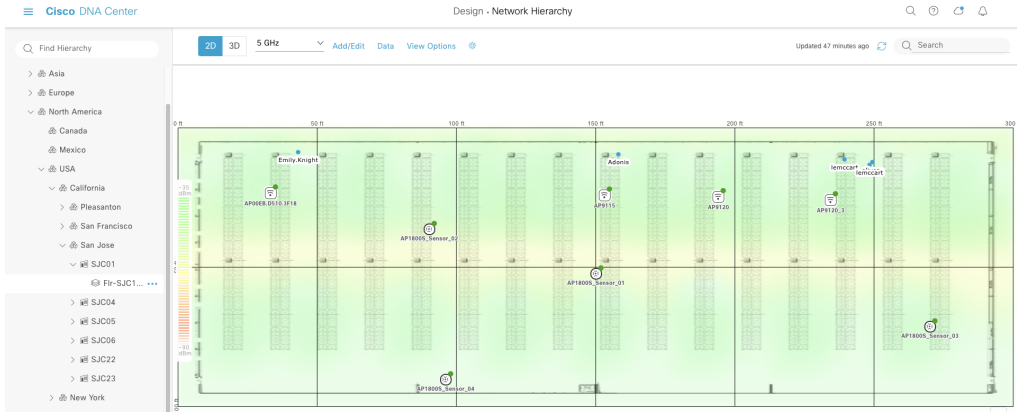 Cisco DNA Center
Design • Network Hierarchy
Find Hierarchy
Asia
Europe
North America
Canada
Mexico
USA
California
Pleasanton
San Francisco
San Jose
SJC01
Flr-SJC1...
SJC04
SJC05
SJC06
SJC22
SJC23
New York
2D 3D 5 GHz Add/Edit Data View Options
Updated 47 minutes ago
Search
0 ft 50 ft 100 ft 150 ft 200 ft 250 ft 300
-35
dBm
-90
dBm
Emily.Knight
Adonis
lemccart
lemccart
AP00EB.D510.3F18
AP9115
AP9120
AP9120_3
AP1800S_Sensor_02
AP1800S_Sensor_01
AP1800S_Sensor_03
AP1800S_Sensor_04